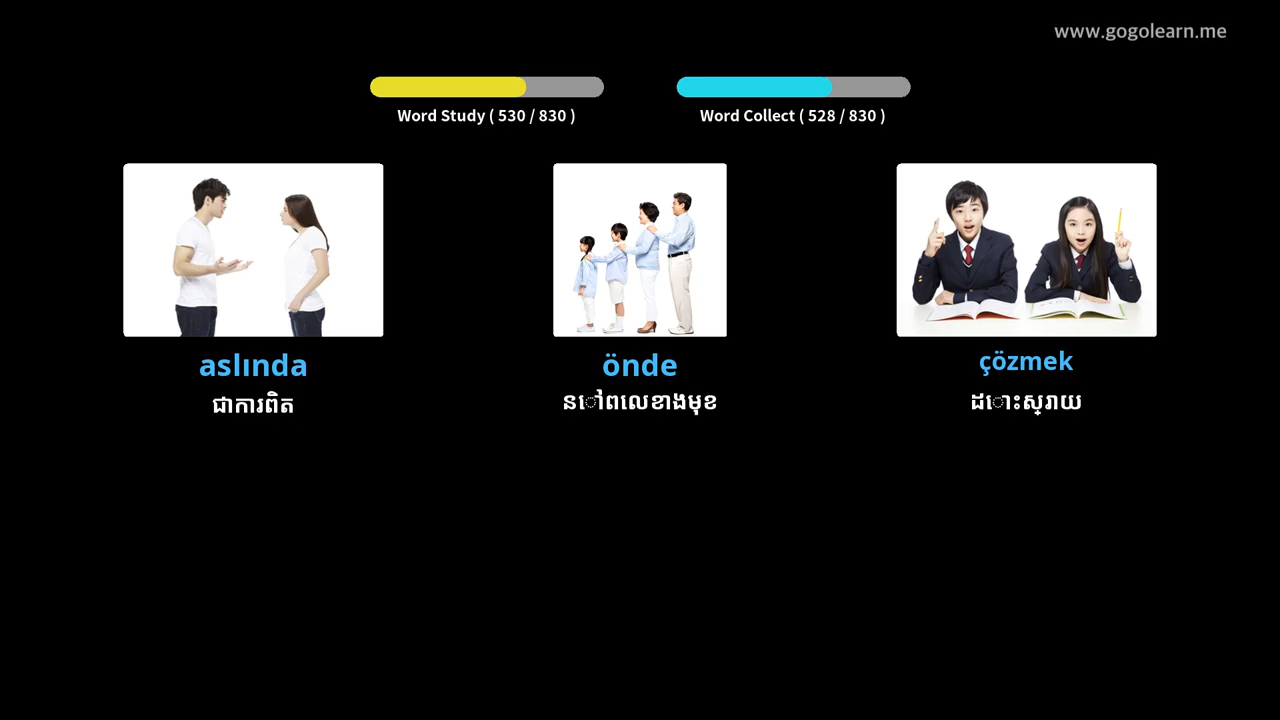 www.gogolearn.me
Word Study ( 530 / 830 )
Word Collect ( 528 / 830 )
aslında
ជាការពិត
önde
នៅពលេខាងមុខ
çözmek
ដោះស្រាយ